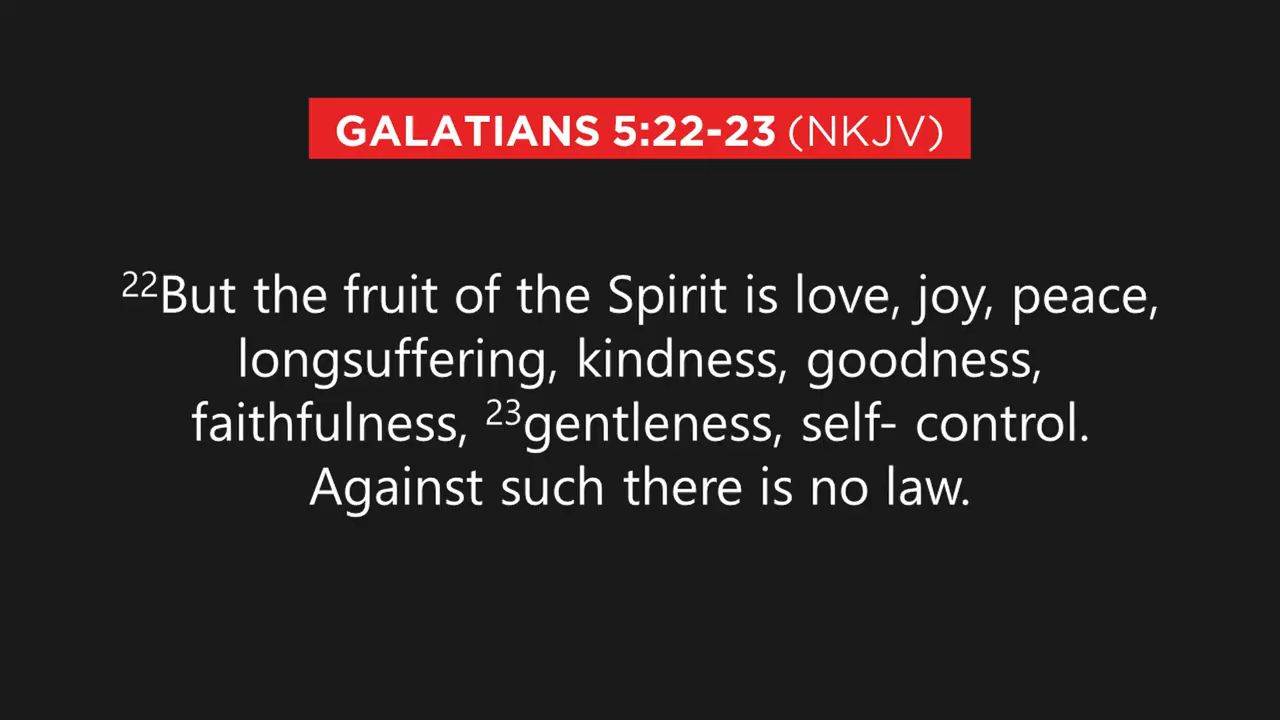 GALATIANS 5:22-23 (NKJV)
22But the fruit of the Spirit is love, joy, peace,
longsuffering, kindness, goodness,
faithfulness, 23gentleness, self- control.
Against such there is no law.